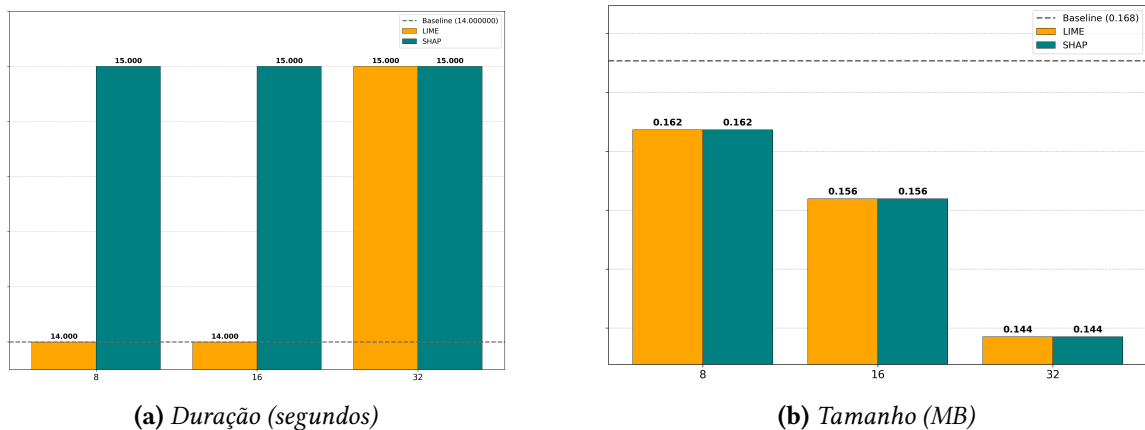 Baseline (14.000000)
LIME
SHAP
15.000
15.000
15.000
15.000
14.000
14.000
8
16
32
(a) Duração (segundos)
Baseline (0.168)
LIME
SHAP
0.162
0.162
0.156
0.156
0.144
0.144
8
16
32
(b) Tamanho (MB)